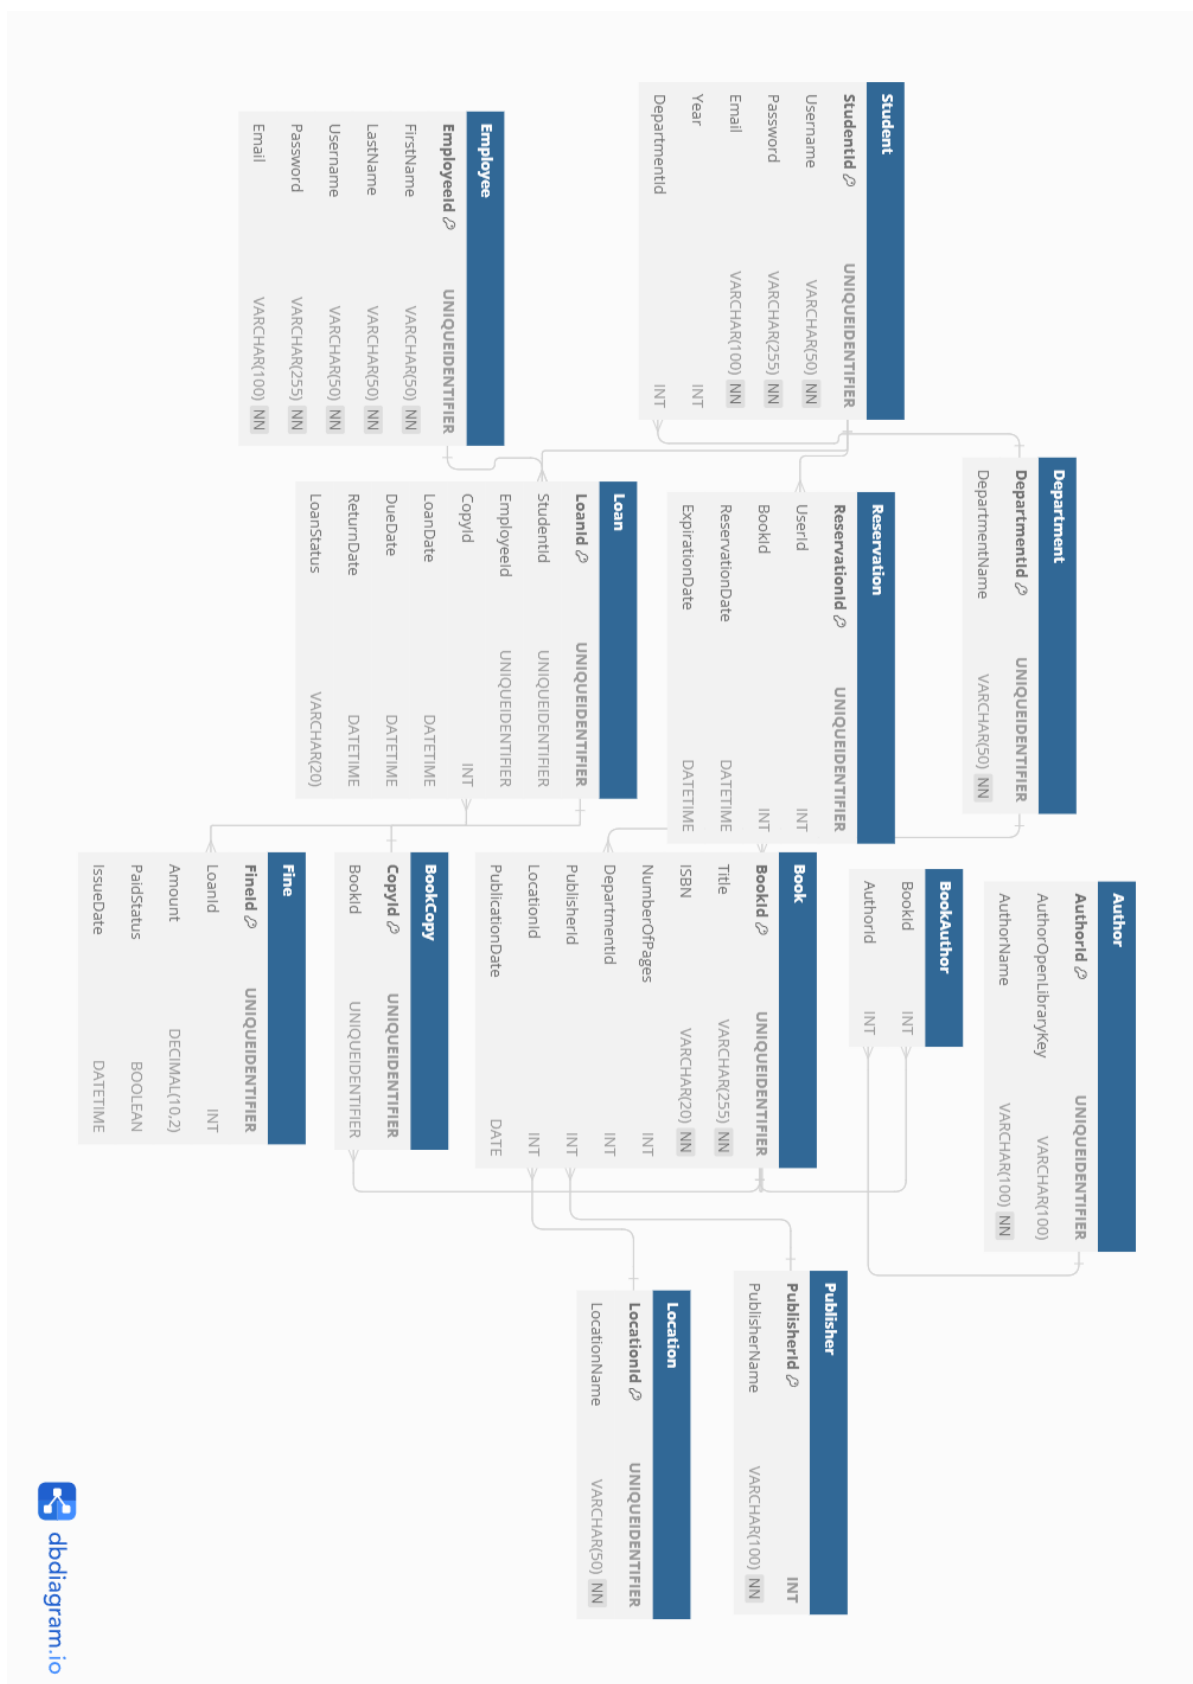 Student
StudentId UNIQUEIDENTIFIER
Username VARCHAR(50) NN
Password VARCHAR(255) NN
Email VARCHAR(100) NN
Year INT
DepartmentId INT
Employee
EmployeeId UNIQUEIDENTIFIER
FirstName VARCHAR(50) NN
LastName VARCHAR(50) NN
Username VARCHAR(50) NN
Password VARCHAR(255) NN
Email VARCHAR(100) NN
Department
DepartmentId UNIQUEIDENTIFIER
DepartmentName VARCHAR(50) NN
Reservation
ReservationId UNIQUEIDENTIFIER
UserId INT
BookId INT
ReservationDate DATETIME
ExpirationDate DATETIME
Loan
LoanId UNIQUEIDENTIFIER
StudentId UNIQUEIDENTIFIER
EmployeeId UNIQUEIDENTIFIER
CopyId INT
LoanDate DATETIME
DueDate DATETIME
ReturnDate DATETIME
LoanStatus VARCHAR(20)
Author
AuthorId UNIQUEIDENTIFIER
AuthorOpenLibraryKey VARCHAR(100)
AuthorName VARCHAR(100) NN
BookAuthor
BookId INT
AuthorId INT
Book
BookId UNIQUEIDENTIFIER
Title VARCHAR(255) NN
ISBN VARCHAR(20) NN
NumberOfPages INT
DepartmentId INT
PublisherId INT
LocationId INT
PublicationDate DATE
BookCopy
CopyId UNIQUEIDENTIFIER
BookId UNIQUEIDENTIFIER
Fine
FineId UNIQUEIDENTIFIER
LoanId INT
Amount DECIMAL(10,2)
PaidStatus BOOLEAN
IssueDate DATETIME
Publisher
PublisherId INT
PublisherName VARCHAR(100) NN
Location
LocationId UNIQUEIDENTIFIER
LocationName VARCHAR(50) NN
dbdiagram.io